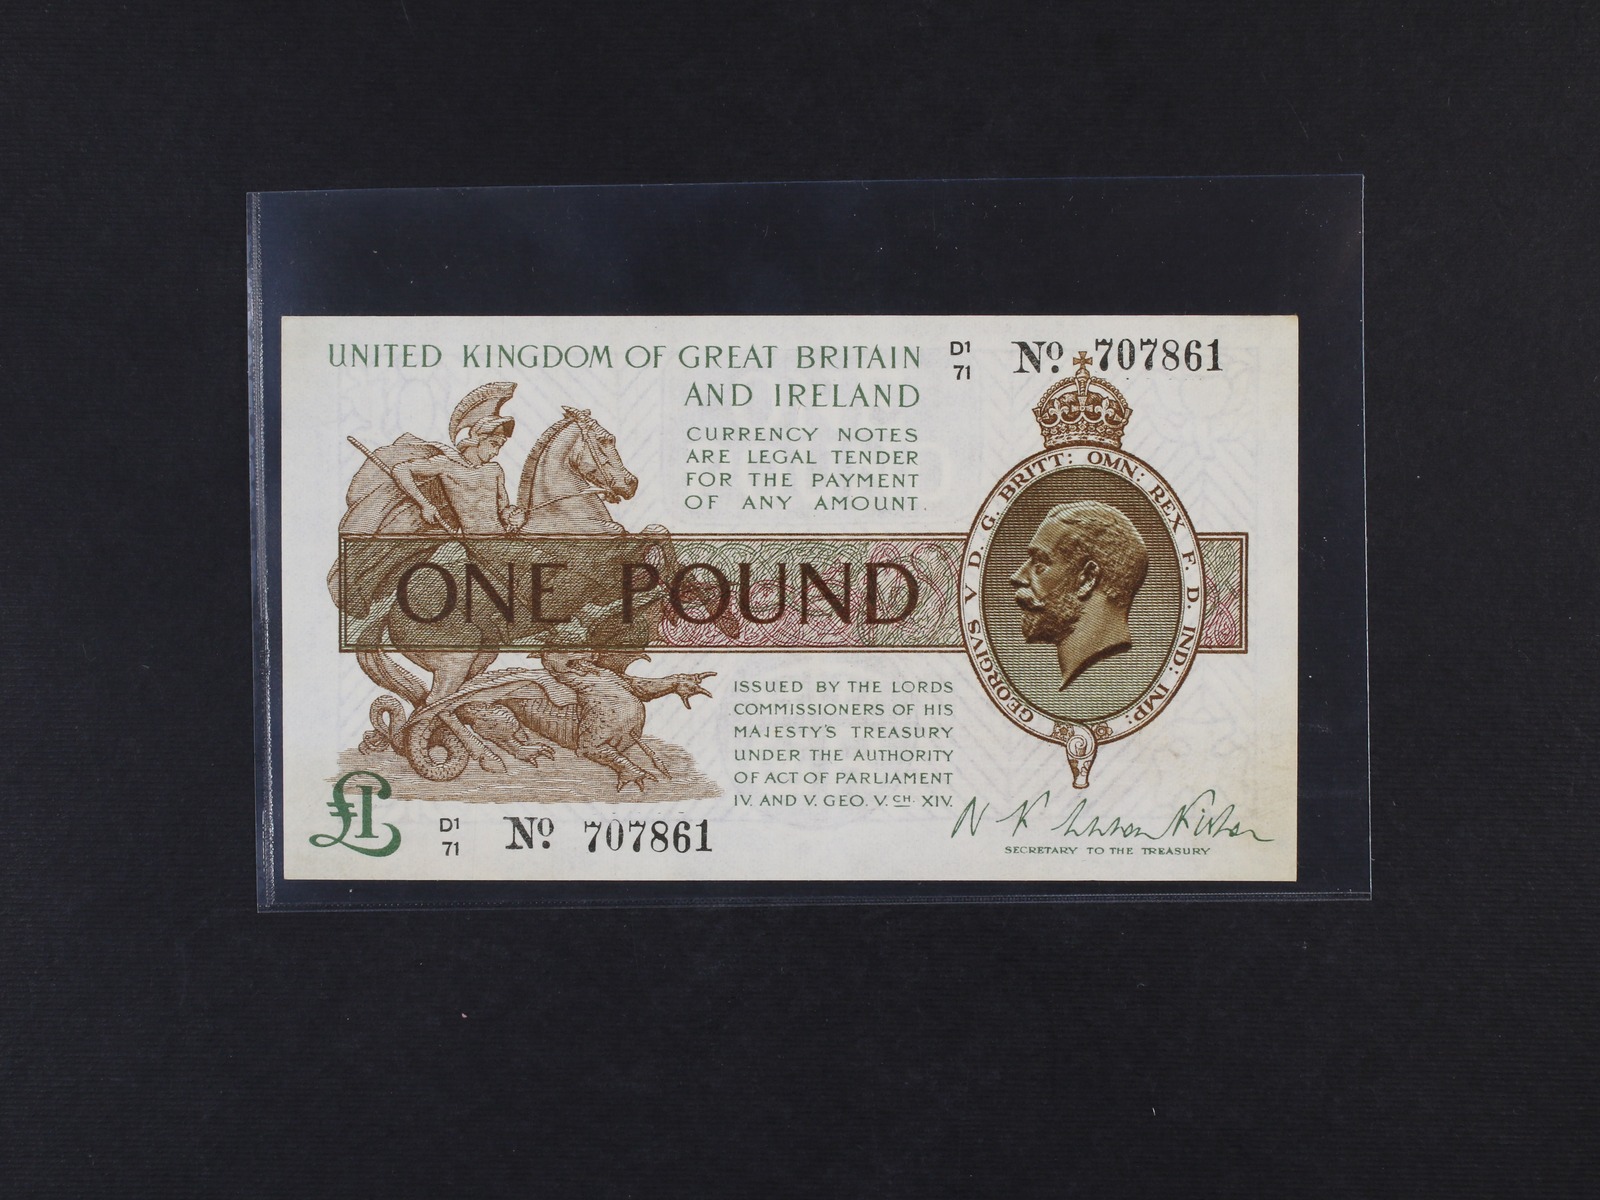 UNITED KINGDOM OF GREAT BRITAIN
AND IRELAND
D1
71
Nº 707861
CURRENCY NOTES
ARE LEGAL TENDER
FOR THE PAYMENT
OF ANY AMOUNT.
ONE POUND
GEORGIVS V D. G. BRITT: OMN: REX F. D. IND: IMP:
ISSUED BY THE LORDS
COMMISSIONERS OF HIS
MAJESTY'S TREASURY
UNDER THE AUTHORITY
OF ACT OF PARLIAMENT
IV. AND V. GEO. V. CH. XIV.
£1
D1
71
Nº 707861
SECRETARY TO THE TREASURY